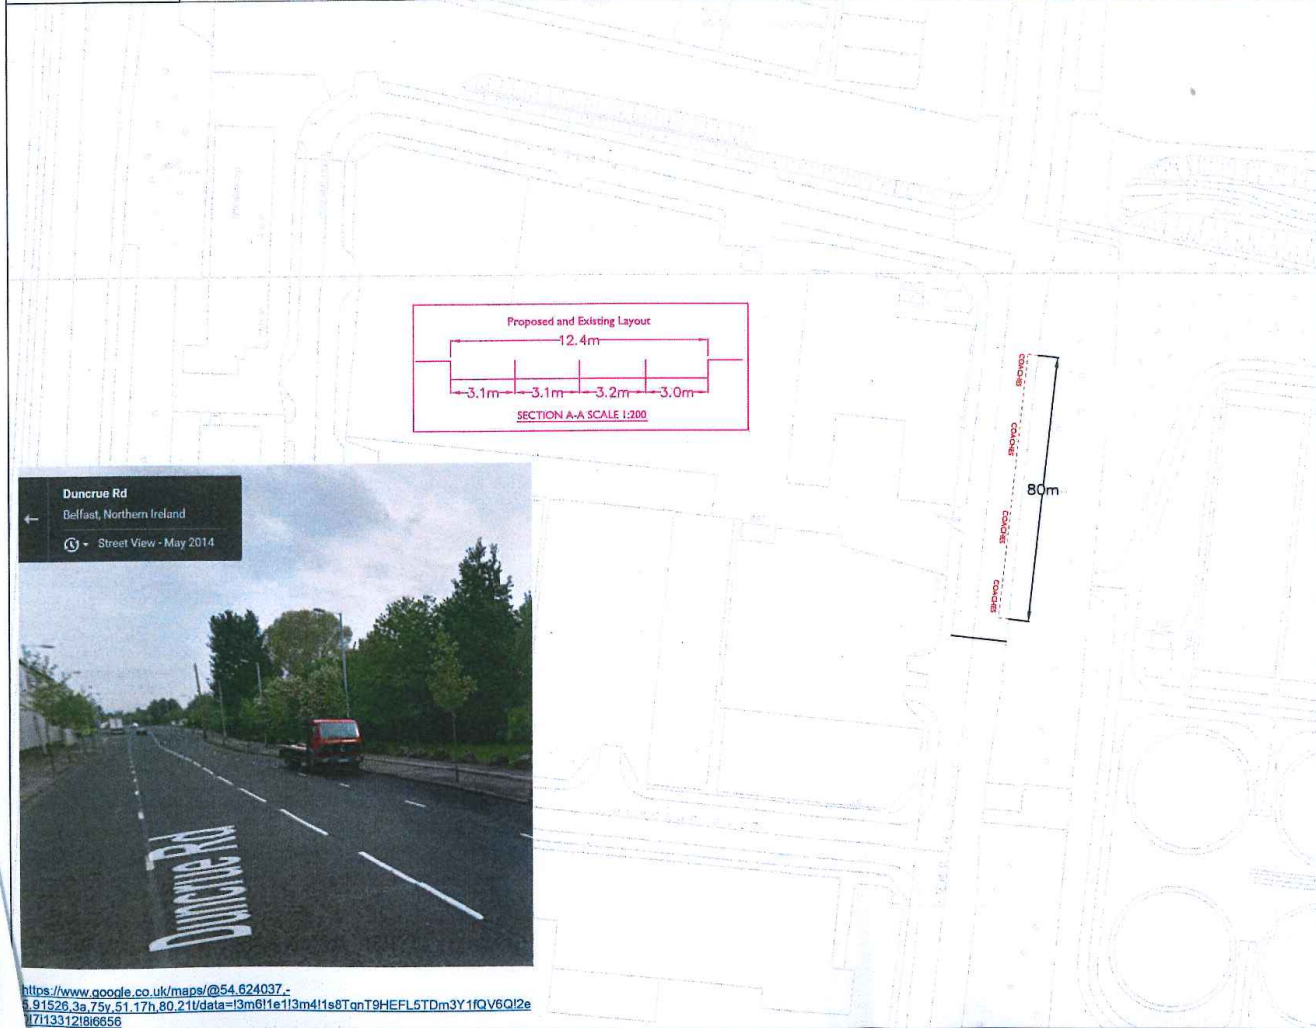 Proposed and Existing Layout
12.4m
3.1m 3.1m 3.2m 3.0m
SECTION A-A SCALE 1:200
COACHES
COACHES
80m
COACHES
COACHES
Duncrue Rd
Belfast, Northern Ireland
Street View - May 2014
Duncrue Rd
https://www.google.co.uk/maps/@54.624037,-
5.91526,3a,75y,51.17h,80.21t/data=!3m6!1e1!3m4!1s8TqnT9HEFL5TDm3Y1fQV6Q!2e
0!7i13312!8i6656